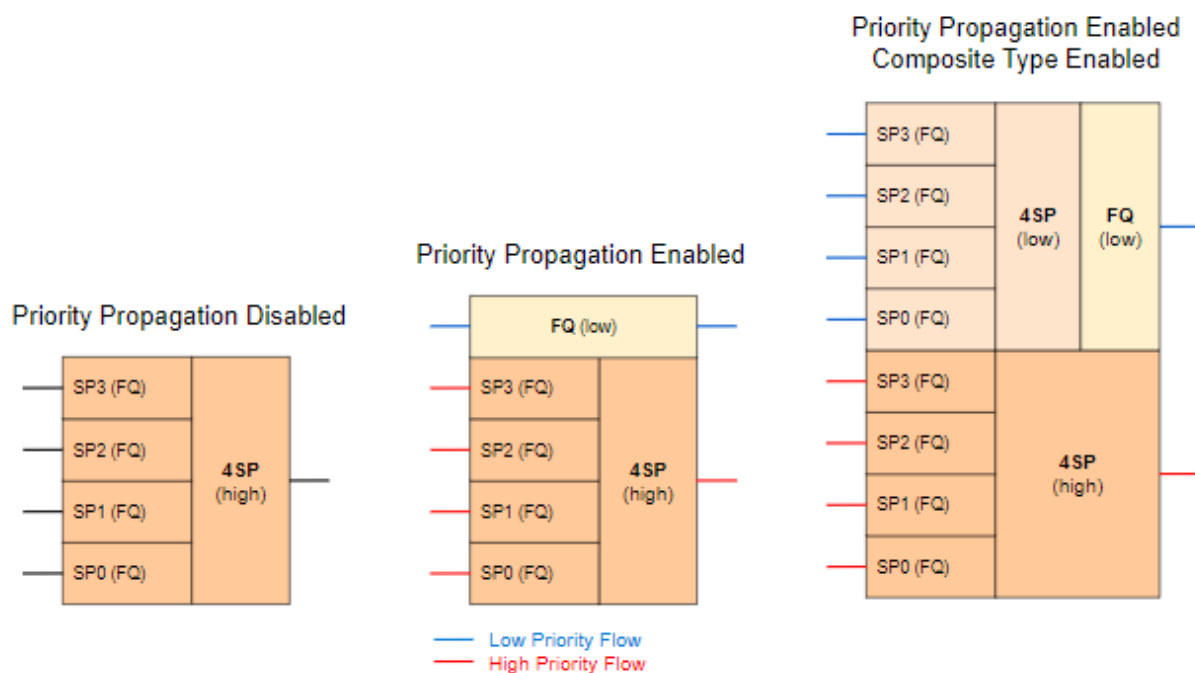 Priority Propagation Disabled
SP3 (FQ)
SP2 (FQ)
SP1 (FQ)
SP0 (FQ)
4SP
(high)
Priority Propagation Enabled
FQ (low)
SP3 (FQ)
SP2 (FQ)
SP1 (FQ)
SP0 (FQ)
4SP
(high)
Low Priority Flow
High Priority Flow
Priority Propagation Enabled
Composite Type Enabled
SP3 (FQ)
SP2 (FQ)
SP1 (FQ)
SP0 (FQ)
4SP
(low)
FQ
(low)
SP3 (FQ)
SP2 (FQ)
SP1 (FQ)
SP0 (FQ)
4SP
(high)